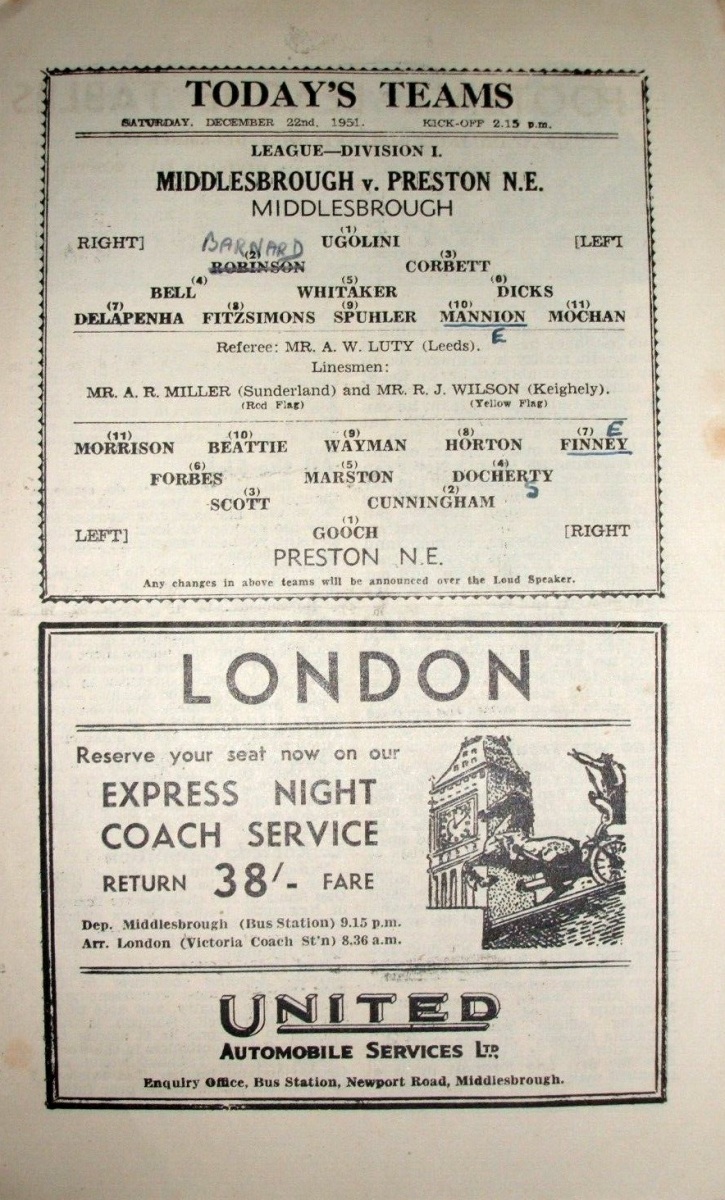 TODAY'S TEAMS
SATURDAY. DECEMBER 22nd. 1951. KICK-OFF 2.15 p.m.
LEAGUE—DIVISION I.
MIDDLESBROUGH v. PRESTON N.E.
MIDDLESBROUGH
(1)
RIGHT] BARNARD UGOLINI [LEFT
(2) (3)
ROBINSON CORBETT
(4) (5) (6)
BELL WHITAKER DICKS
(7) (8) (9) (10) (11)
DELAPENHA FITZSIMONS SPUHLER MANNION MOCHAN
E
Referee: MR. A. W. LUTY (Leeds).
Linesmen:
MR. A. R. MILLER (Sunderland) and MR. R. J. WILSON (Keighely).
(Red Flag) (Yellow Flag)
(11) (10) (9) (8) (7) E
MORRISON BEATTIE WAYMAN HORTON FINNEY
(6) (5) (4)
FORBES MARSTON DOCHERTY
S
(3) (2)
SCOTT CUNNINGHAM
(1)
LEFT] GOOCH [RIGHT
PRESTON N.E.
Any changes in above teams will be announced over the Loud Speaker.
LONDON
Reserve your seat now on our
EXPRESS NIGHT
COACH SERVICE
RETURN 38/- FARE
Dep. Middlesbrough (Bus Station) 9.15 p.m.
Arr. London (Victoria Coach St'n) 8.36 a.m.
UNITED
AUTOMOBILE SERVICES LTD.
Enquiry Office, Bus Station, Newport Road, Middlesbrough.